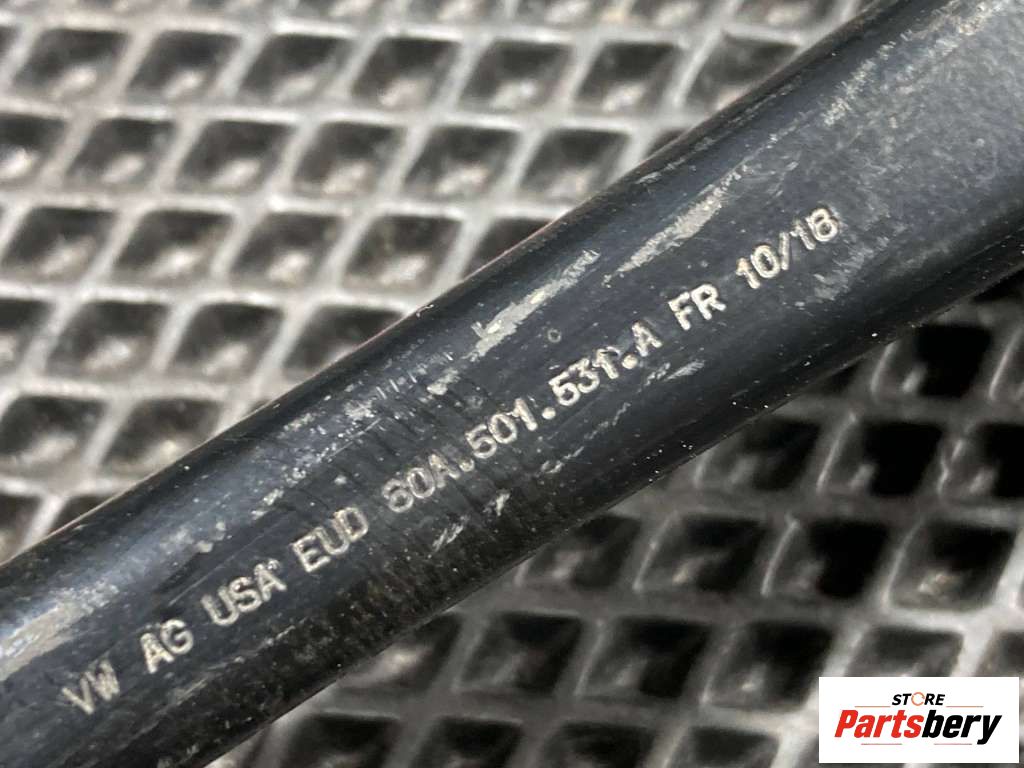 VW AG USA EUD 80A.501.531.A FR 10/18
STORE
Partsbery